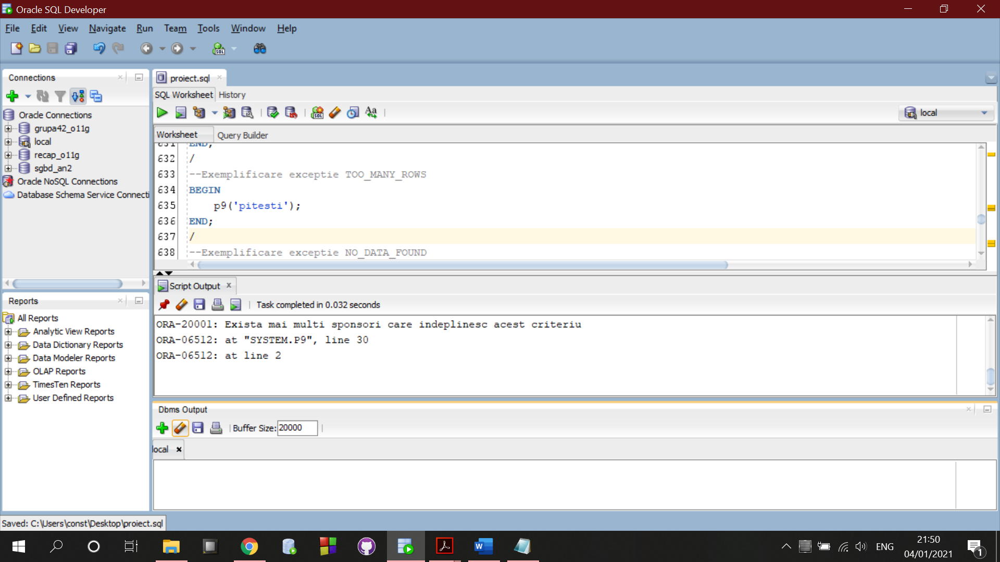 Oracle SQL Developer
File Edit View Navigate Run Team Tools Window Help
Connections
Oracle Connections
grupa42_o11g
local
recap_o11g
sgbd_an2
Oracle NoSQL Connections
Database Schema Service Connecti
Reports
All Reports
Analytic View Reports
Data Dictionary Reports
Data Modeler Reports
OLAP Reports
TimesTen Reports
User Defined Reports
proiect.sql
SQL Worksheet History
local
Worksheet Query Builder
631 END;
632 /
633 --Exemplificare exceptie TOO_MANY_ROWS
634 BEGIN
635 p9('pitesti');
636 END;
637 /
638 --Exemplificare exceptie NO_DATA_FOUND
Script Output
Task completed in 0.032 seconds
ORA-20001: Exista mai multi sponsori care indeplinesc acest criteriu
ORA-06512: at "SYSTEM.P9", line 30
ORA-06512: at line 2
Dbms Output
Buffer Size: 20000
local
Saved: C:\Users\const\Desktop\proiect.sql
ENG
21:50
04/01/2021
1